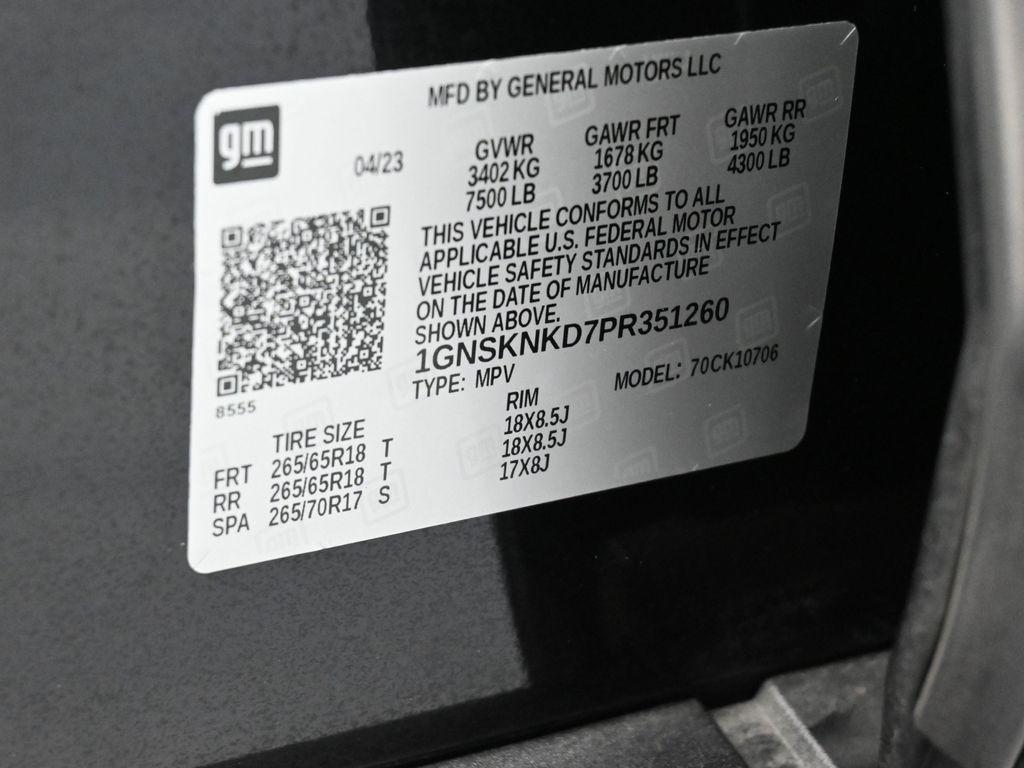 MFD BY GENERAL MOTORS LLC
gm
04/23
GVWR GAWR FRT GAWR RR
3402 KG 1678 KG 1950 KG
7500 LB 3700 LB 4300 LB
THIS VEHICLE CONFORMS TO ALL
APPLICABLE U.S. FEDERAL MOTOR
VEHICLE SAFETY STANDARDS IN EFFECT
ON THE DATE OF MANUFACTURE
SHOWN ABOVE.
1GNSKNKD7PR351260
TYPE: MPV MODEL: 70CK10706
8555
TIRE SIZE RIM
FRT 265/65R18 T 18X8.5J
RR 265/65R18 T 18X8.5J
SPA 265/70R17 S 17X8J